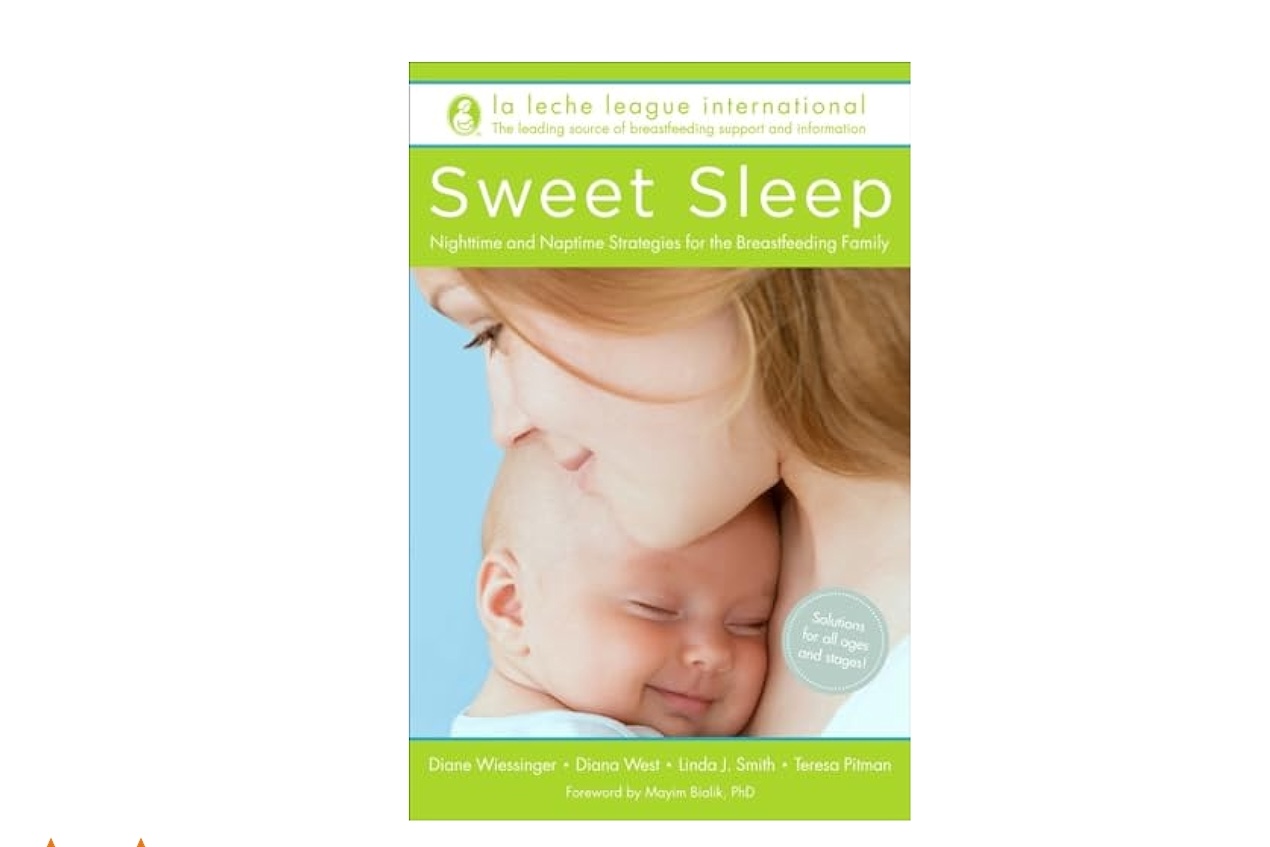 la leche league international
The leading source of breastfeeding support and information
Sweet Sleep
Nighttime and Naptime Strategies for the Breastfeeding Family
Solutions
for all ages
and stages!
Diane Wiessinger • Diana West • Linda J. Smith • Teresa Pitman
Foreword by Mayim Bialik, PhD